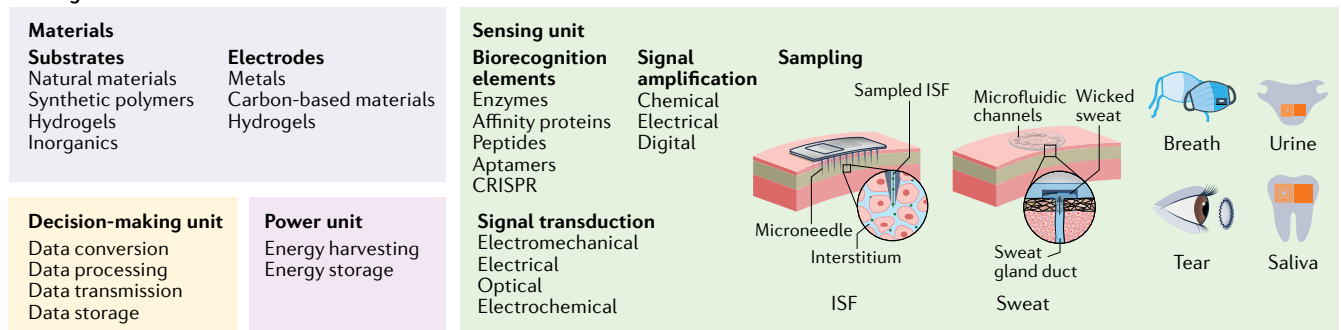 Materials
Substrates
Natural materials
Synthetic polymers
Hydrogels
Inorganics
Electrodes
Metals
Carbon-based materials
Hydrogels
Decision-making unit
Data conversion
Data processing
Data transmission
Data storage
Power unit
Energy harvesting
Energy storage
Sensing unit
Biorecognition
elements
Enzymes
Affinity proteins
Peptides
Aptamers
CRISPR
Signal
amplification
Chemical
Electrical
Digital
Signal transduction
Electromechanical
Electrical
Optical
Electrochemical
Sampling
Sampled ISF
Microneedle
Interstitium
ISF
Microfluidic
channels
Wicked
sweat
Sweat
gland duct
Sweat
Breath
Urine
Tear
Saliva